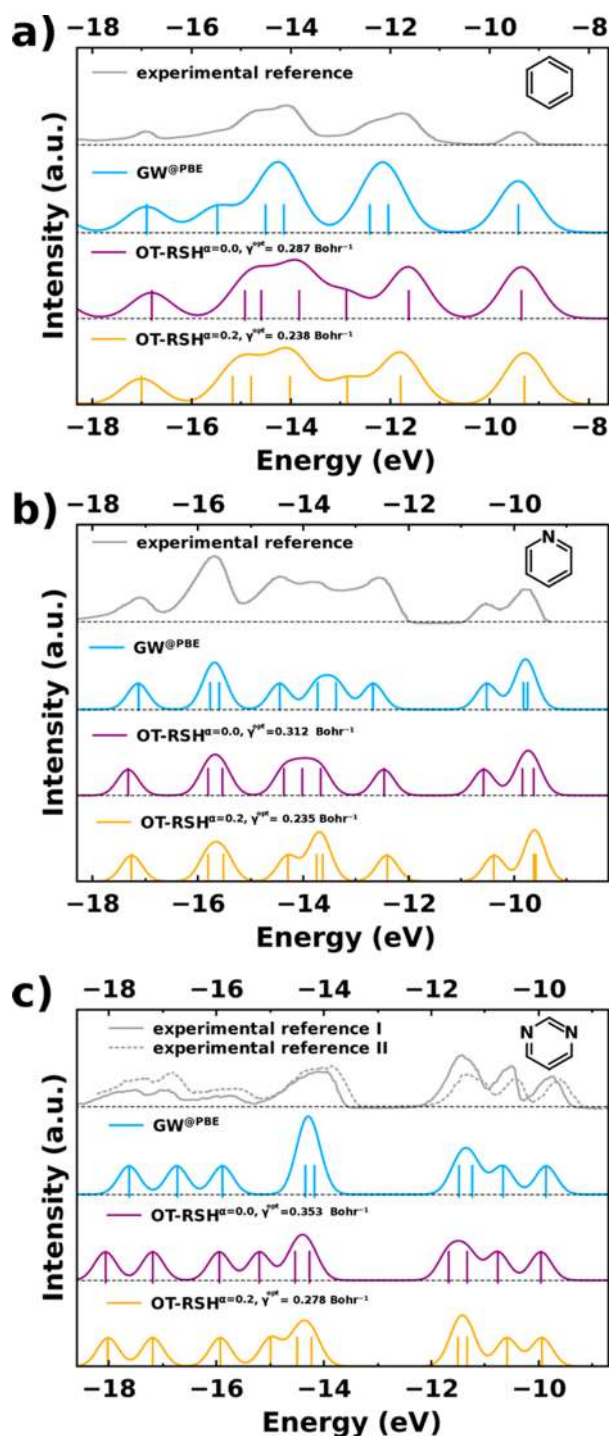 a)
−18 −16 −14 −12 −10 −8
experimental reference
GW@PBE
OT-RSHα=0.0, γopt= 0.287 Bohr⁻¹
OT-RSHα=0.2, γopt= 0.238 Bohr⁻¹
Intensity (a.u.)
−18 −16 −14 −12 −10 −8
Energy (eV)
b)
−18 −16 −14 −12 −10
experimental reference
N
GW@PBE
OT-RSHα=0.0, γopt=0.312 Bohr⁻¹
OT-RSHα=0.2, γopt= 0.235 Bohr⁻¹
Intensity (a.u.)
−18 −16 −14 −12 −10
Energy (eV)
c)
−18 −16 −14 −12 −10
experimental reference I
experimental reference II
N N
GW@PBE
OT-RSHα=0.0, γopt=0.353 Bohr⁻¹
OT-RSHα=0.2, γopt = 0.278 Bohr⁻¹
Intensity (a.u.)
−18 −16 −14 −12 −10
Energy (eV)